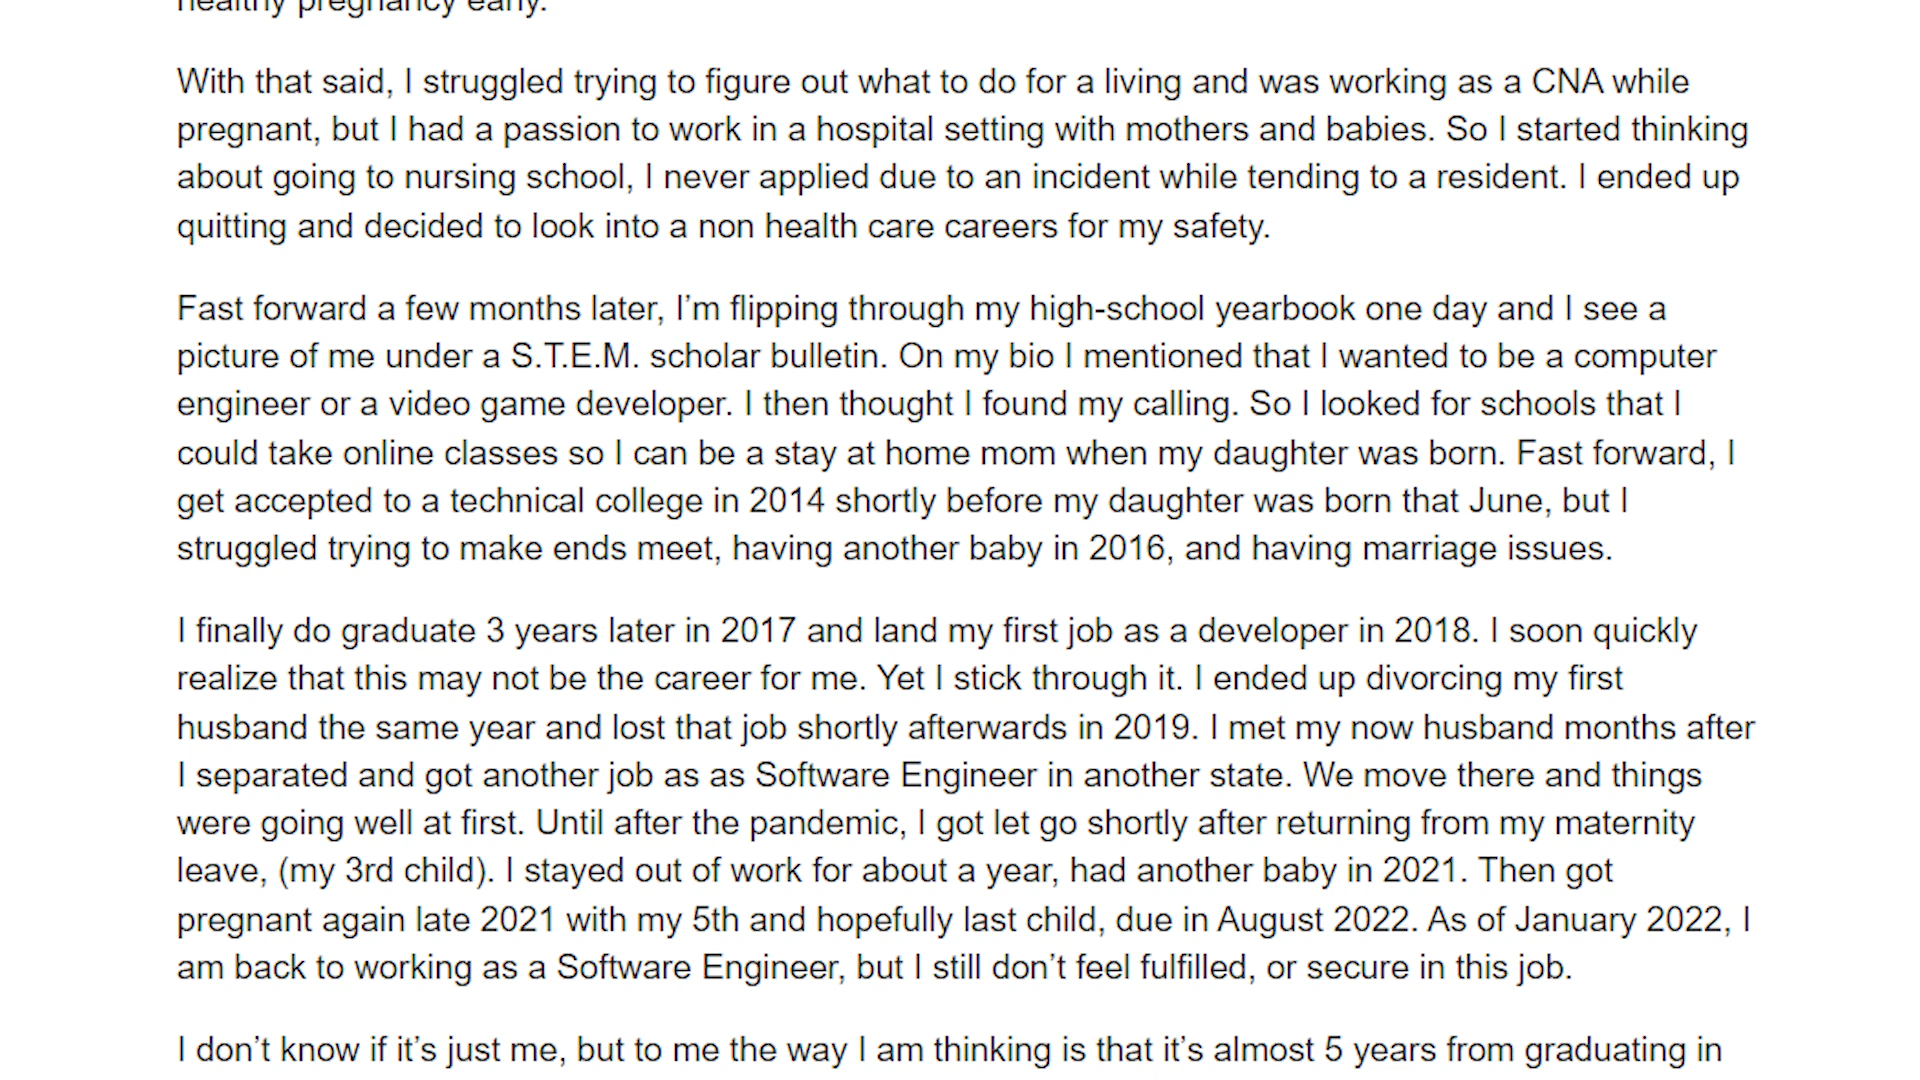 healthy pregnancy early.
With that said, I struggled trying to figure out what to do for a living and was working as a CNA while
pregnant, but I had a passion to work in a hospital setting with mothers and babies. So I started thinking
about going to nursing school, I never applied due to an incident while tending to a resident. I ended up
quitting and decided to look into a non health care careers for my safety.
Fast forward a few months later, I’m flipping through my high-school yearbook one day and I see a
picture of me under a S.T.E.M. scholar bulletin. On my bio I mentioned that I wanted to be a computer
engineer or a video game developer. I then thought I found my calling. So I looked for schools that I
could take online classes so I can be a stay at home mom when my daughter was born. Fast forward, I
get accepted to a technical college in 2014 shortly before my daughter was born that June, but I
struggled trying to make ends meet, having another baby in 2016, and having marriage issues.
I finally do graduate 3 years later in 2017 and land my first job as a developer in 2018. I soon quickly
realize that this may not be the career for me. Yet I stick through it. I ended up divorcing my first
husband the same year and lost that job shortly afterwards in 2019. I met my now husband months after
I separated and got another job as as Software Engineer in another state. We move there and things
were going well at first. Until after the pandemic, I got let go shortly after returning from my maternity
leave, (my 3rd child). I stayed out of work for about a year, had another baby in 2021. Then got
pregnant again late 2021 with my 5th and hopefully last child, due in August 2022. As of January 2022, I
am back to working as a Software Engineer, but I still don’t feel fulfilled, or secure in this job.
I don’t know if it’s just me, but to me the way I am thinking is that it’s almost 5 years from graduating in